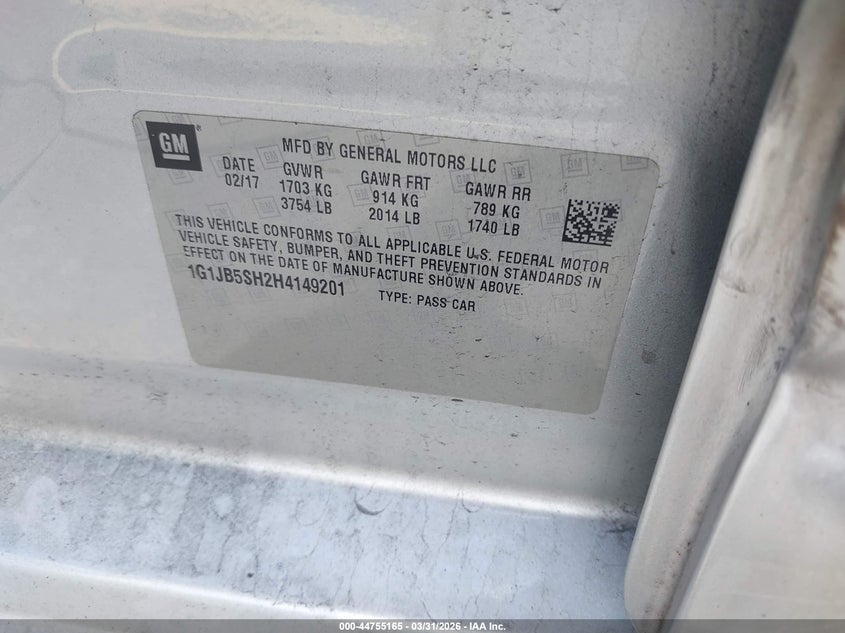 GM
MFD BY GENERAL MOTORS LLC
DATE GVWR GAWR FRT GAWR RR
02/17 1703 KG 914 KG 789 KG
3754 LB 2014 LB 1740 LB
THIS VEHICLE CONFORMS TO ALL APPLICABLE U.S. FEDERAL MOTOR
VEHICLE SAFETY, BUMPER, AND THEFT PREVENTION STANDARDS IN
EFFECT ON THE DATE OF MANUFACTURE SHOWN ABOVE.
1G1JB5SH2H4149201 TYPE: PASS CAR
000-44755165 - 03/31/2026 - IAA Inc.